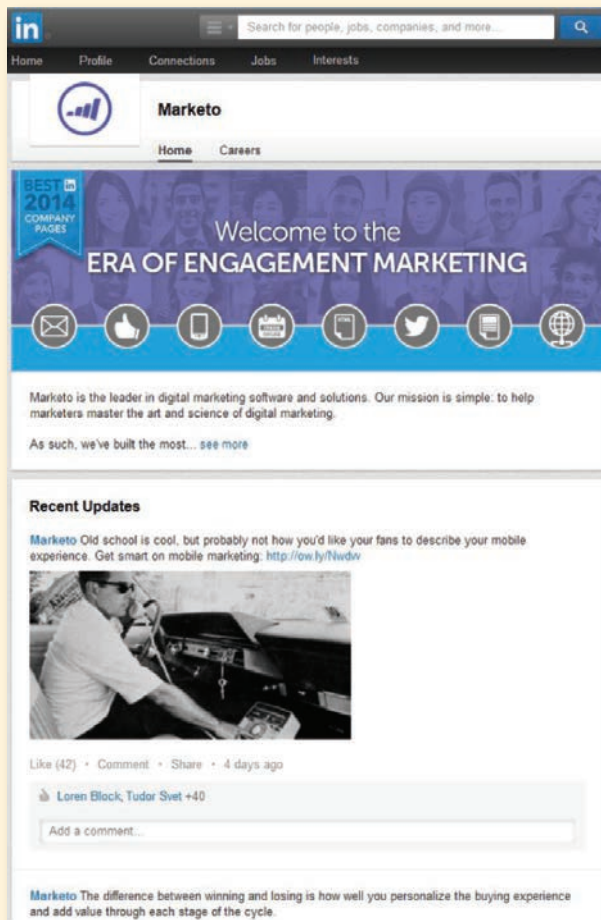 in
Search for people, jobs, companies, and more...
Home Profile Connections Jobs Interests
Marketo
Home Careers
BEST in
2014
COMPANY
PAGES
Welcome to the
ERA OF ENGAGEMENT MARKETING
Marketo is the leader in digital marketing software and solutions. Our mission is simple: to help
marketers master the art and science of digital marketing.
As such, we've built the most... see more
Recent Updates
Marketo Old school is cool, but probably not how you'd like your fans to describe your mobile
experience. Get smart on mobile marketing: http://ow.ly/Nwdvv
Like (42) • Comment • Share • 4 days ago
Loren Block, Tudor Svet +40
Add a comment...
Marketo The difference between winning and losing is how well you personalize the buying experience
and add value through each stage of the cycle.